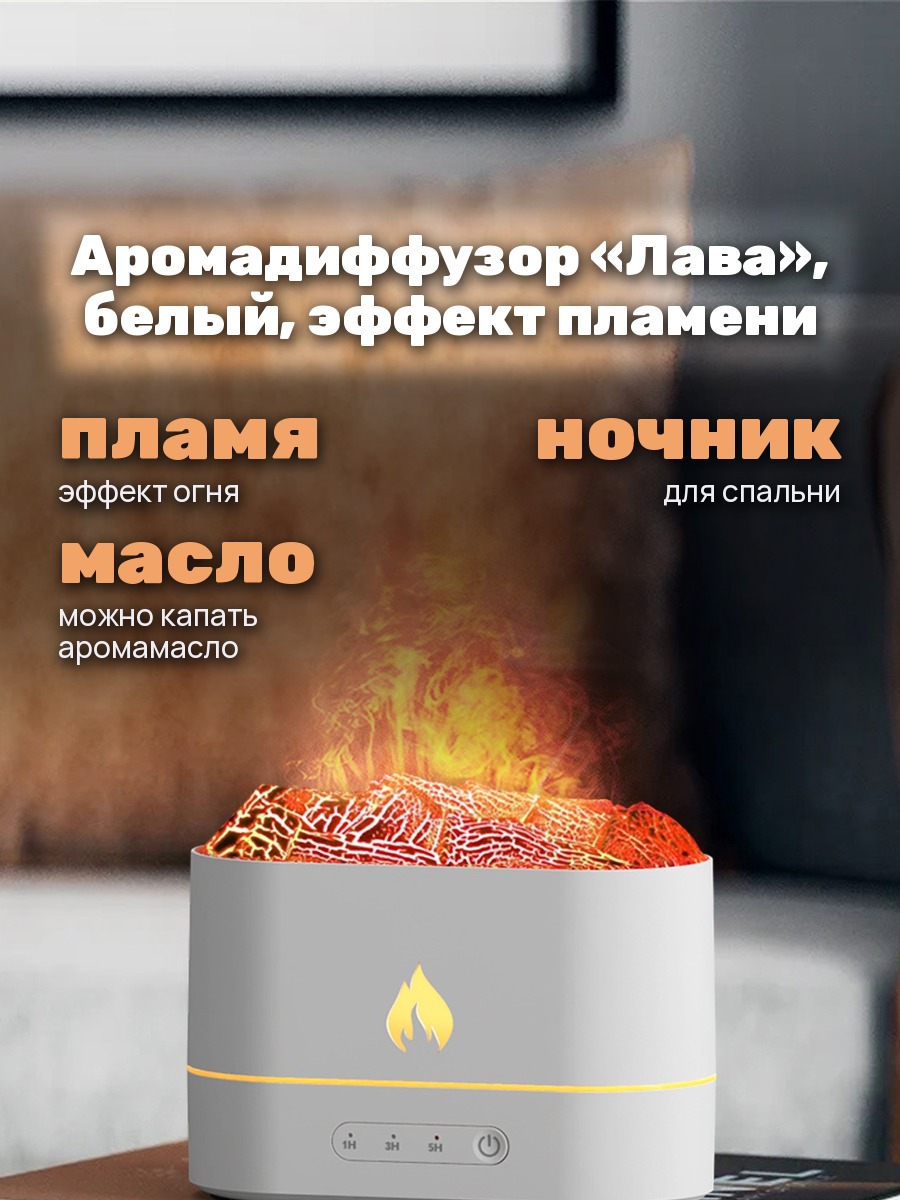 Аромадиффузор «Лава»,
белый, эффект пламени
пламя
эффект огня
ночник
для спальни
масло
можно капать
аромамасло
1H 3H 5H